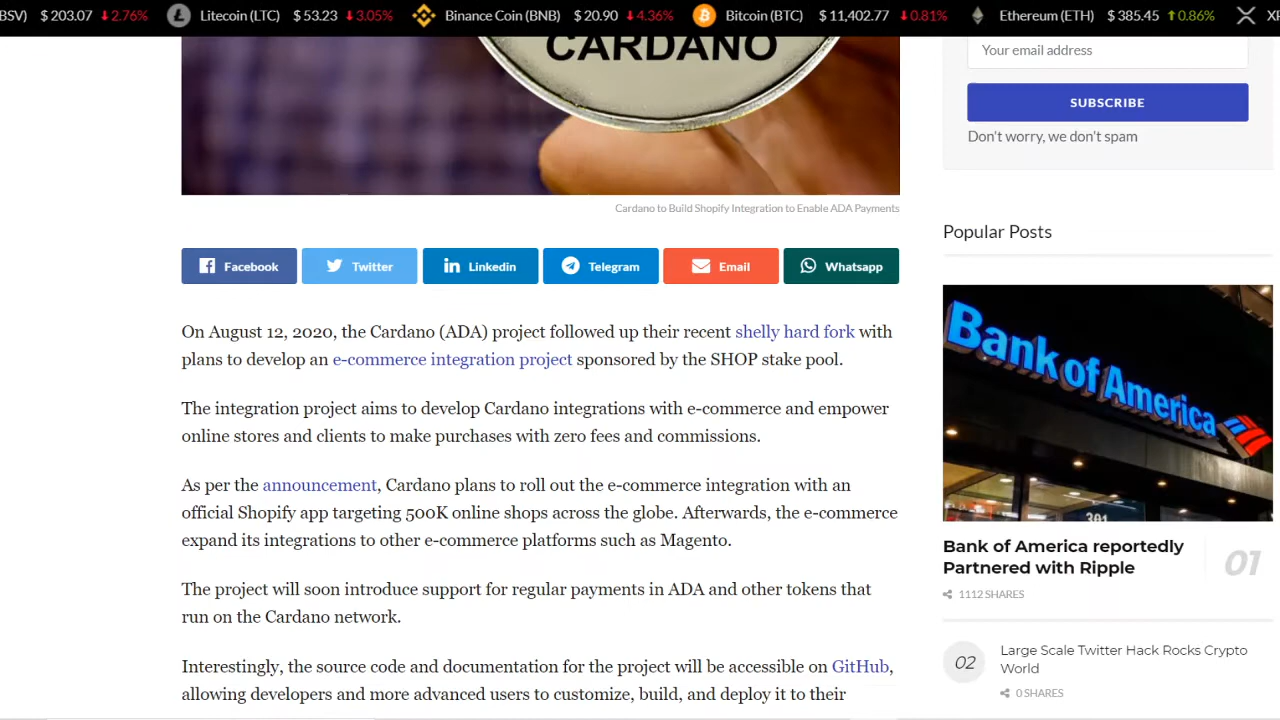 BSV) $ 203.07 2.76% Litecoin (LTC) $ 53.23 3.05% Binance Coin (BNB) $ 20.90 4.36% Bitcoin (BTC) $ 11,402.77 0.81% Ethereum (ETH) $ 385.45 0.86%
CARDANO
Your email address
SUBSCRIBE
Don't worry, we don't spam
Cardano to Build Shopify Integration to Enable ADA Payments
Facebook Twitter Linkedin Telegram Email Whatsapp
On August 12, 2020, the Cardano (ADA) project followed up their recent shelly hard fork with
plans to develop an e-commerce integration project sponsored by the SHOP stake pool.
The integration project aims to develop Cardano integrations with e-commerce and empower
online stores and clients to make purchases with zero fees and commissions.
As per the announcement, Cardano plans to roll out the e-commerce integration with an
official Shopify app targeting 500K online shops across the globe. Afterwards, the e-commerce
expand its integrations to other e-commerce platforms such as Magento.
The project will soon introduce support for regular payments in ADA and other tokens that
run on the Cardano network.
Interestingly, the source code and documentation for the project will be accessible on GitHub,
allowing developers and more advanced users to customize, build, and deploy it to their
Popular Posts
Bank of America
301
Bank of America reportedly
Partnered with Ripple
01
1112 SHARES
02
Large Scale Twitter Hack Rocks Crypto
World
0 SHARES